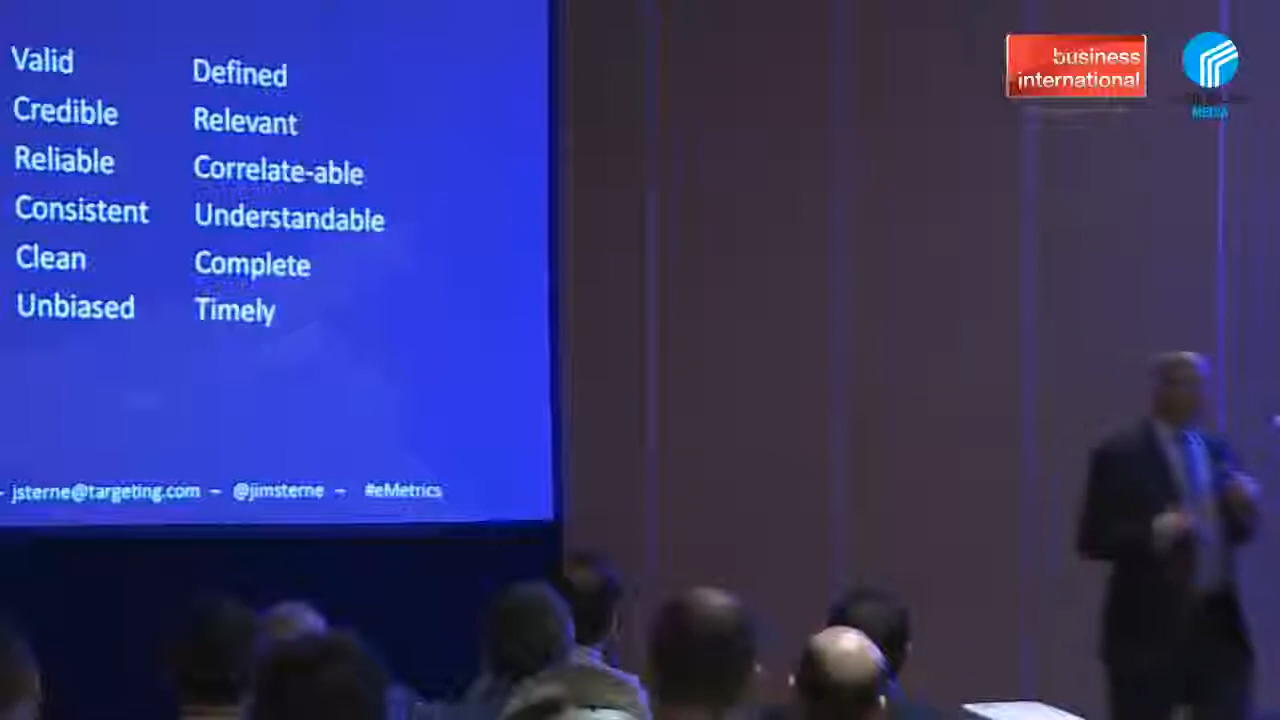 Valid
Credible
Reliable
Consistent
Clean
Unbiased
Defined
Relevant
Correlate-able
Understandable
Complete
Timely
- jsterne@targeting.com - @jimsterne - #eMetrics
business
international
MEDIA